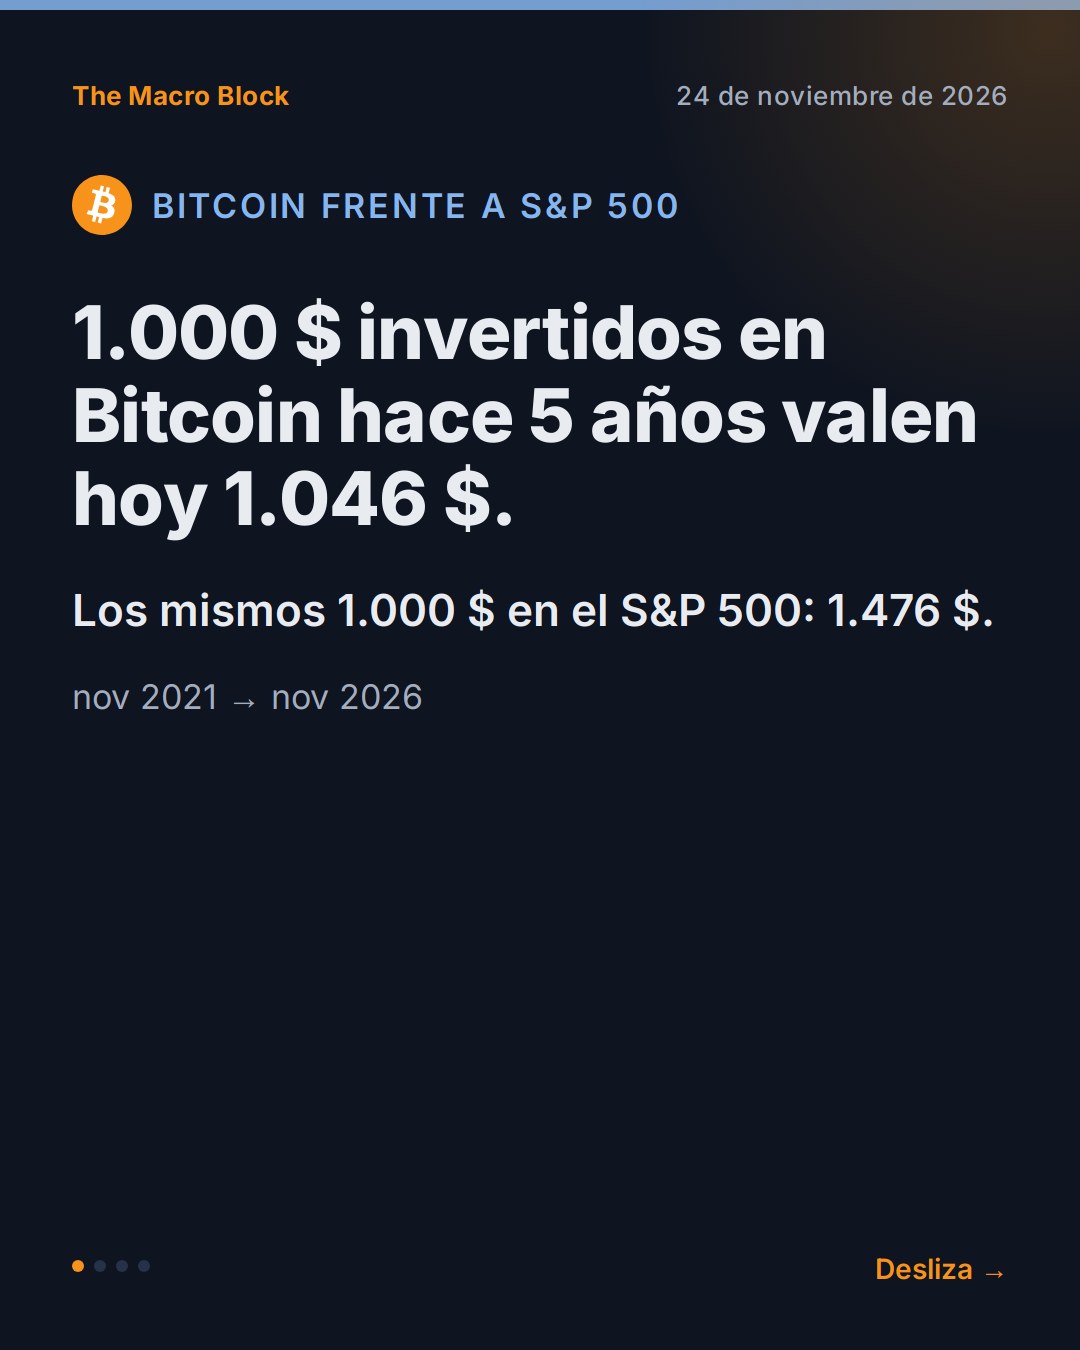 The Macro Block
24 de noviembre de 2026
BITCOIN FRENTE A S&P 500
1.000 $ invertidos en
Bitcoin hace 5 años valen
hoy 1.046 $.
Los mismos 1.000 $ en el S&P 500: 1.476 $.
nov 2021 → nov 2026
Desliza →